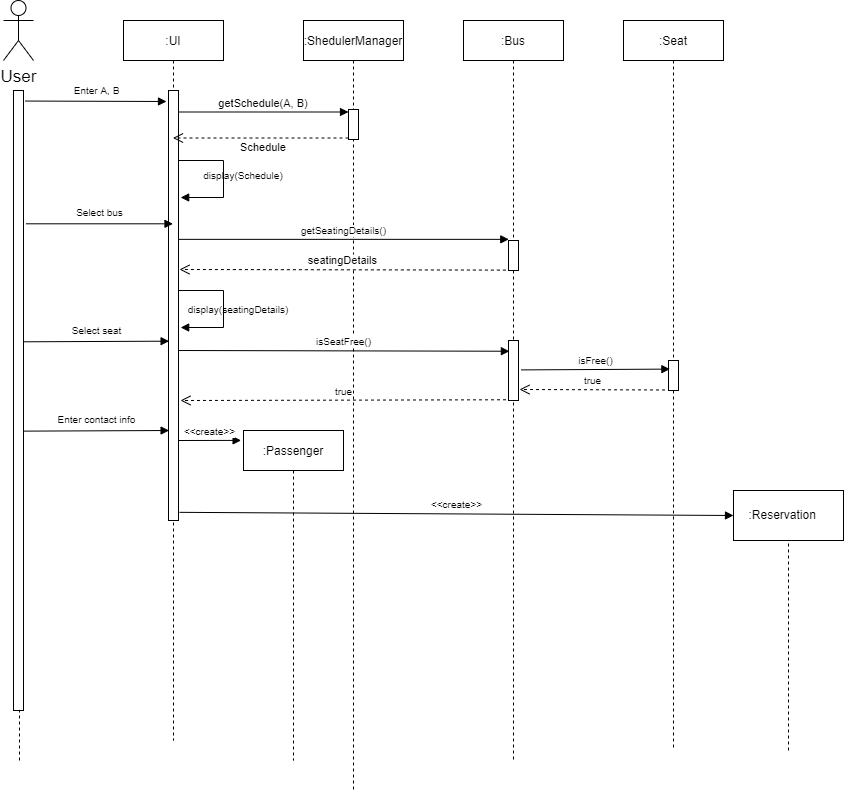 :UI
:ShedulerManager
:Bus
:Seat
User
Enter A, B
getSchedule(A, B)
Schedule
display(Schedule)
Select bus
getSeatingDetails()
seatingDetails
display(seatingDetails)
Select seat
isSeatFree()
isFree()
true
true
Enter contact info
<<create>>
:Passenger
<<create>>
:Reservation